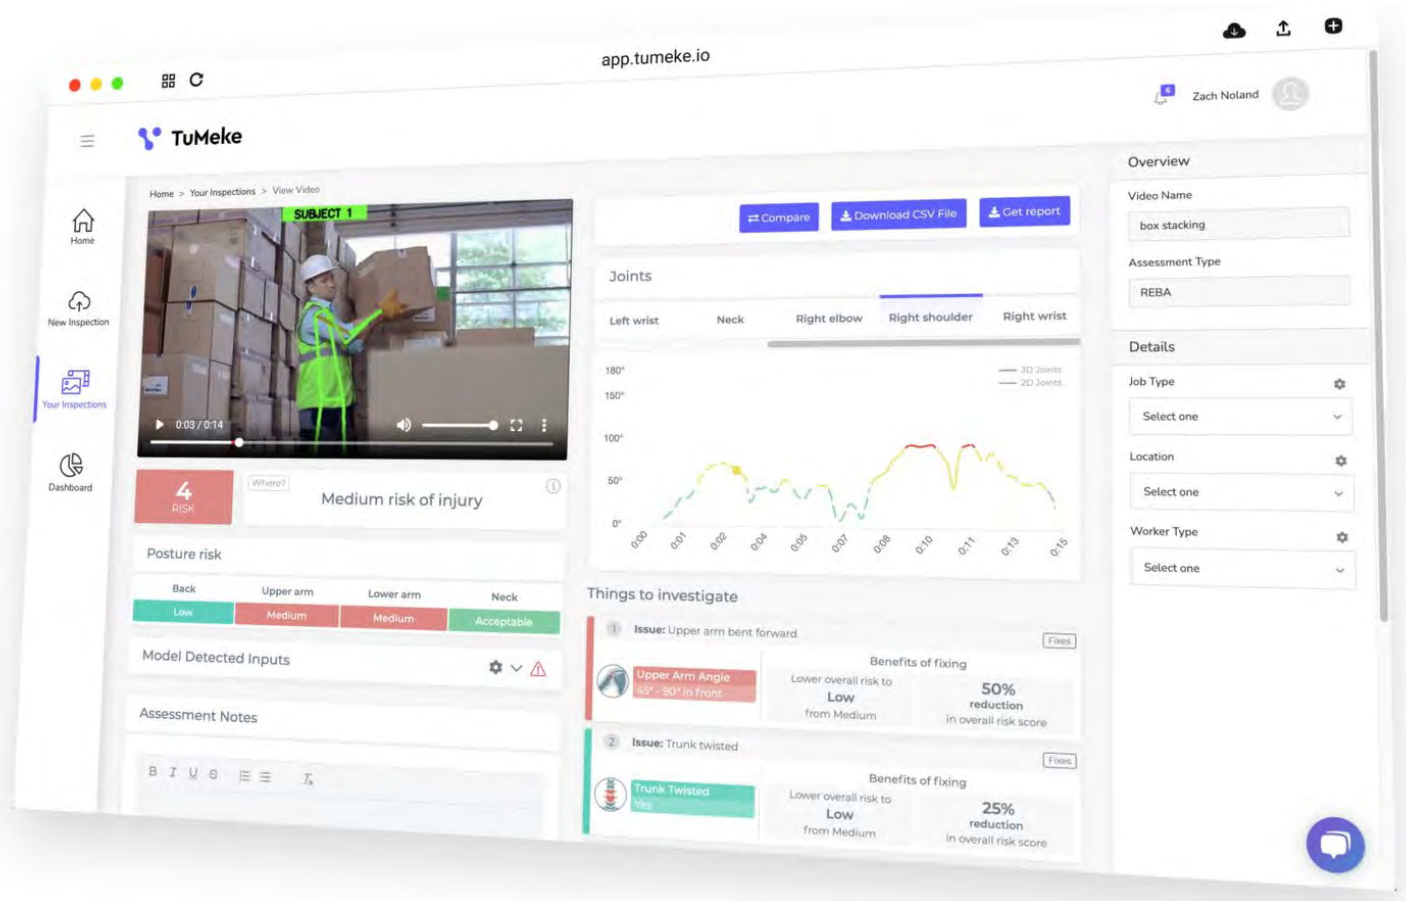 app.tumeke.io
6
Zach Noland
TuMeke
Home > Your Inspections > View Video
Home
New Inspection
Your Inspections
Dashboard
SUBJECT 1
0:03 / 0:14
4
RISK
Where?
Medium risk of injury
Posture risk
Back Upper arm Lower arm Neck
Low Medium Medium Acceptable
Model Detected Inputs
Assessment Notes
B I U S
Compare Download CSV File Get report
Joints
Left wrist Neck Right elbow Right shoulder Right wrist
180°
150°
100°
50°
0°
3D Joints
2D Joints
0:00 0:01 0:02 0:04 0:05 0:07 0:08 0:10 0:11 0:13 0:15
Things to investigate
1 Issue: Upper arm bent forward
Fixes
Upper Arm Angle
45° - 90° in front
Benefits of fixing
Lower overall risk to
Low
from Medium
50%
reduction
in overall risk score
2 Issue: Trunk twisted
Fixes
Trunk Twisted
Yes
Benefits of fixing
Lower overall risk to
Low
from Medium
25%
reduction
in overall risk score
Overview
Video Name
box stacking
Assessment Type
REBA
Details
Job Type
Select one
Location
Select one
Worker Type
Select one